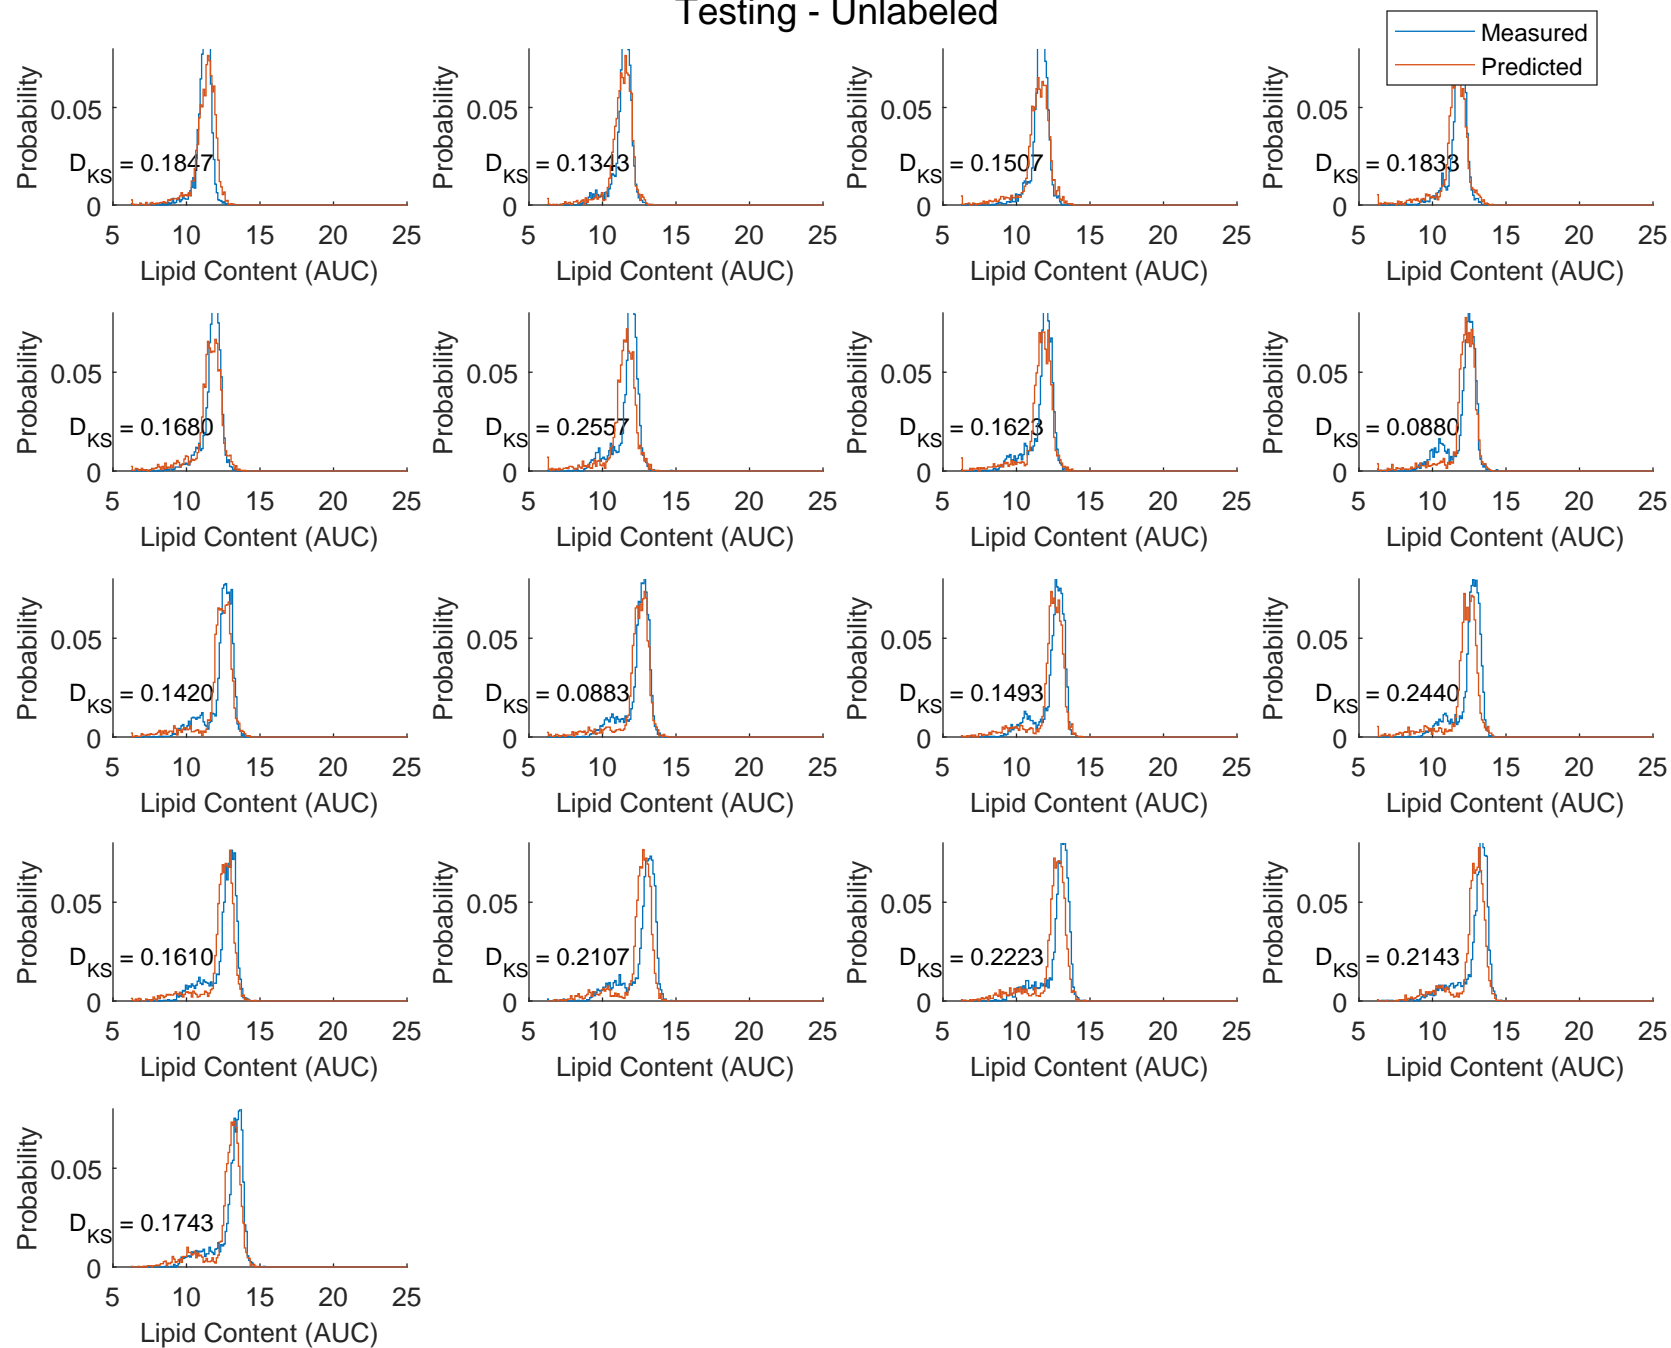 Testing - Unlabeled
Measured
Predicted
Probability
0.05
0
D_KS = 0.1847
5 10 15 20 25
Lipid Content (AUC)
Probability
0.05
0
D_KS = 0.1343
5 10 15 20 25
Lipid Content (AUC)
Probability
0.05
0
D_KS = 0.1507
5 10 15 20 25
Lipid Content (AUC)
Probability
0.05
0
D_KS = 0.1833
5 10 15 20 25
Lipid Content (AUC)
Probability
0.05
0
D_KS = 0.1680
5 10 15 20 25
Lipid Content (AUC)
Probability
0.05
0
D_KS = 0.2557
5 10 15 20 25
Lipid Content (AUC)
Probability
0.05
0
D_KS = 0.1623
5 10 15 20 25
Lipid Content (AUC)
Probability
0.05
0
D_KS = 0.0880
5 10 15 20 25
Lipid Content (AUC)
Probability
0.05
0
D_KS = 0.1420
5 10 15 20 25
Lipid Content (AUC)
Probability
0.05
0
D_KS = 0.0883
5 10 15 20 25
Lipid Content (AUC)
Probability
0.05
0
D_KS = 0.1493
5 10 15 20 25
Lipid Content (AUC)
Probability
0.05
0
D_KS = 0.2440
5 10 15 20 25
Lipid Content (AUC)
Probability
0.05
0
D_KS = 0.1610
5 10 15 20 25
Lipid Content (AUC)
Probability
0.05
0
D_KS = 0.2107
5 10 15 20 25
Lipid Content (AUC)
Probability
0.05
0
D_KS = 0.2223
5 10 15 20 25
Lipid Content (AUC)
Probability
0.05
0
D_KS = 0.2143
5 10 15 20 25
Lipid Content (AUC)
Probability
0.05
0
D_KS = 0.1743
5 10 15 20 25
Lipid Content (AUC)